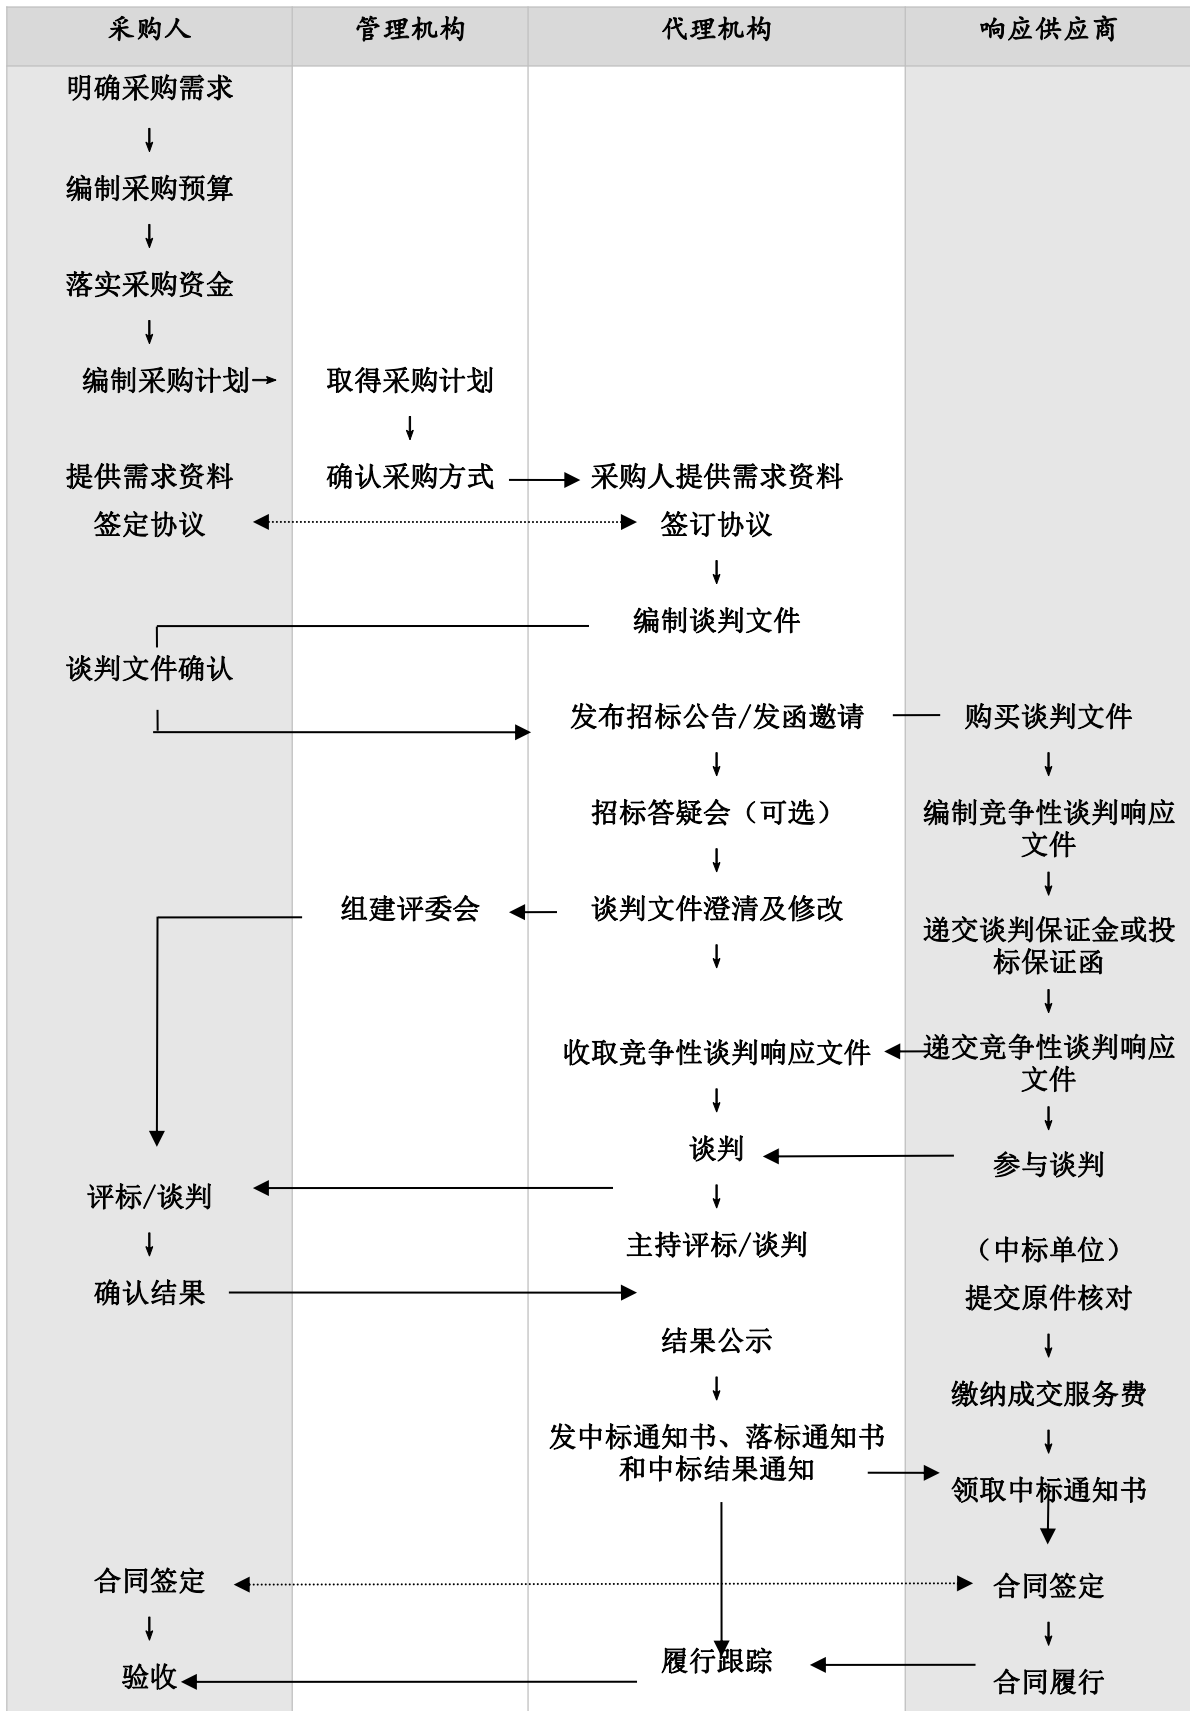 采购人
管理机构
代理机构
响应供应商
明确采购需求
编制采购预算
落实采购资金
编制采购计划
取得采购计划
提供需求资料
确认采购方式
采购人提供需求资料
签定协议
签订协议
编制谈判文件
谈判文件确认
发布招标公告/发函邀请
购买谈判文件
招标答疑会（可选）
编制竞争性谈判响应
文件
组建评委会
谈判文件澄清及修改
递交谈判保证金或投
标保证函
收取竞争性谈判响应文件
递交竞争性谈判响应
文件
谈判
参与谈判
评标/谈判
主持评标/谈判
（中标单位）
确认结果
提交原件核对
结果公示
缴纳成交服务费
发中标通知书、落标通知书
和中标结果通知
领取中标通知书
合同签定
合同签定
验收
履行跟踪
合同履行